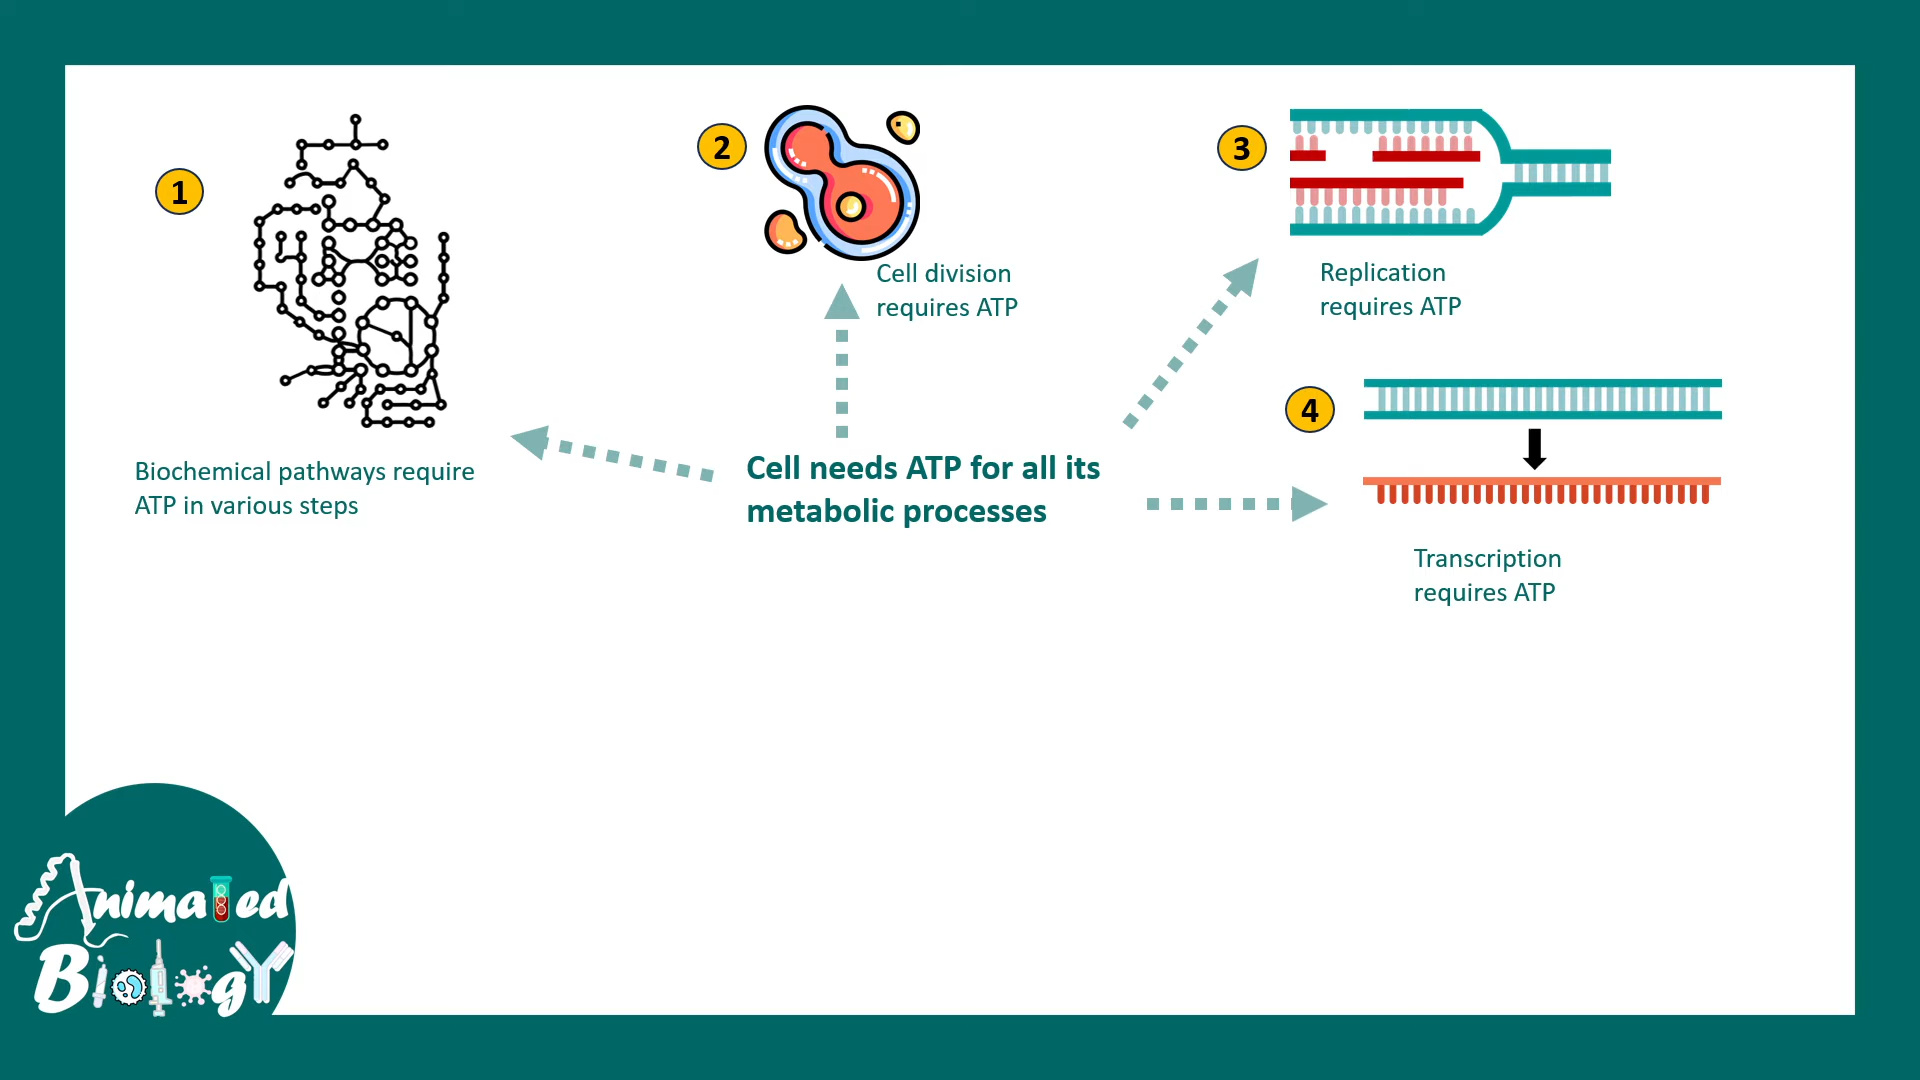 1
Biochemical pathways require
ATP in various steps
2
Cell division
requires ATP
3
Replication
requires ATP
4
Transcription
requires ATP
Cell needs ATP for all its
metabolic processes
Animated
Biology